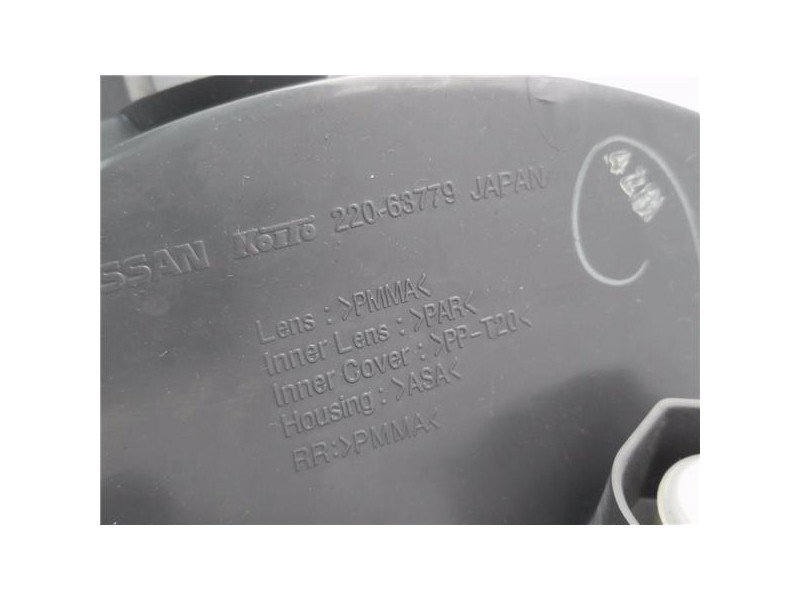 SSAN KOITO 220-63779 JAPAN
Lens : >PMMA<
Inner Lens : >PAR<
Inner Cover : >PP-T20<
Housing : >ASA<
RR:>PMMA<